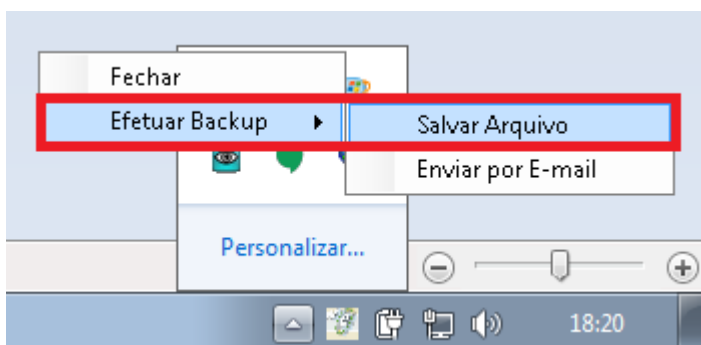 Fechar
Efetuar Backup
Salvar Arquivo
Enviar por E-mail
Personalizar...
18:20